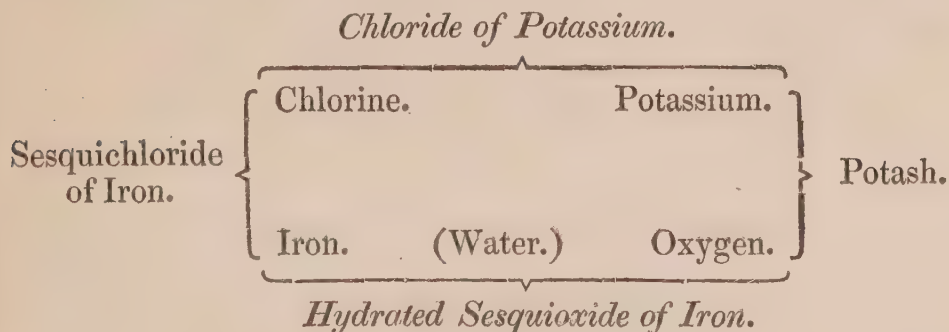 Chloride of Potassium.
Chlorine. Potassium.
Sesquichloride
of Iron.
Potash.
Iron. (Water.) Oxygen.
Hydrated Sesquioxide of Iron.